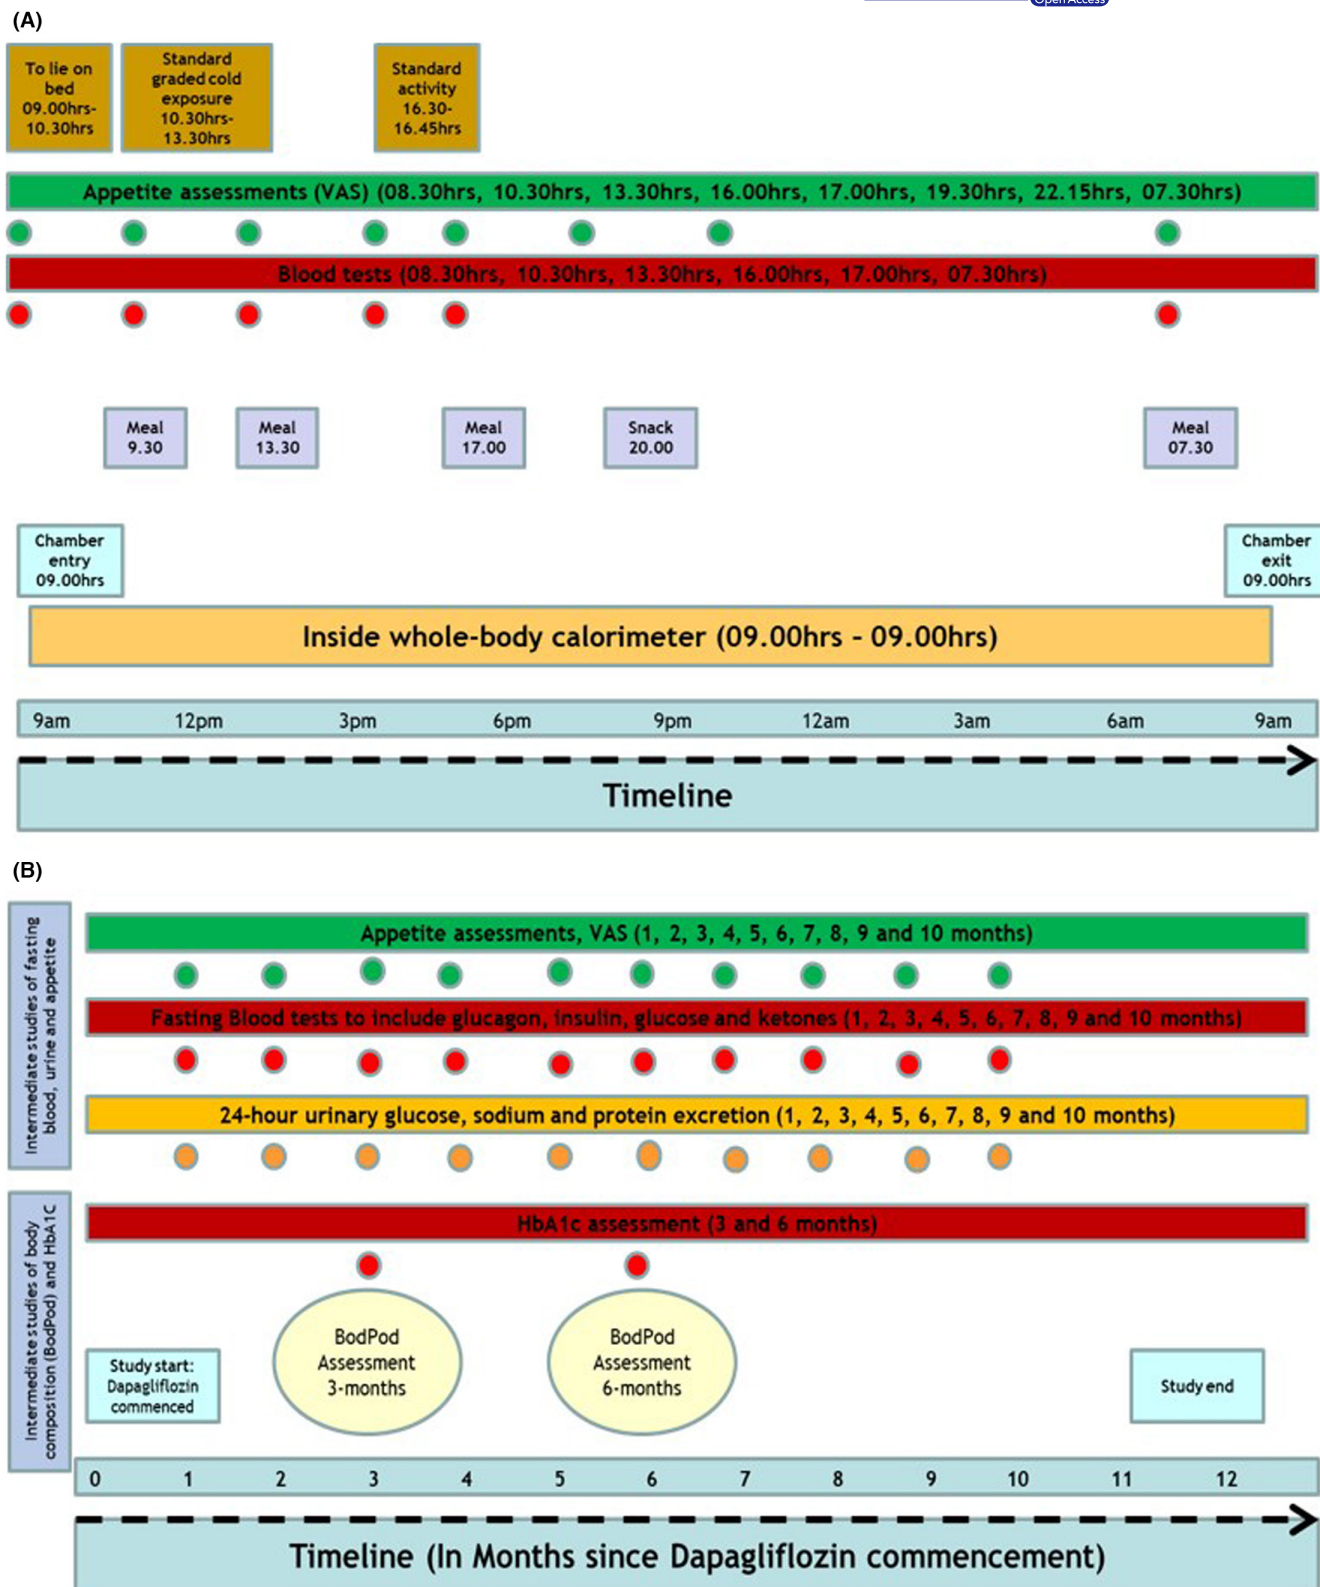 Open Access
(A)
To lie on
bed
09.00hrs-
10.30hrs
Standard
graded cold
exposure
10.30hrs-
13.30hrs
Standard
activity
16.30-
16.45hrs
Appetite assessments (VAS) (08.30hrs, 10.30hrs, 13.30hrs, 16.00hrs, 17.00hrs, 19.30hrs, 22.15hrs, 07.30hrs)
Blood tests (08.30hrs, 10.30hrs, 13.30hrs, 16.00hrs, 17.00hrs, 07.30hrs)
Meal
9.30
Meal
13.30
Meal
17.00
Snack
20.00
Meal
07.30
Chamber
entry
09.00hrs
Chamber
exit
09.00hrs
Inside whole-body calorimeter (09.00hrs – 09.00hrs)
9am 12pm 3pm 6pm 9pm 12am 3am 6am 9am
Timeline
(B)
Intermediate studies of fasting
blood, urine and appetite
Appetite assessments, VAS (1, 2, 3, 4, 5, 6, 7, 8, 9 and 10 months)
Fasting Blood tests to include glucagon, insulin, glucose and ketones (1, 2, 3, 4, 5, 6, 7, 8, 9 and 10 months)
24-hour urinary glucose, sodium and protein excretion (1, 2, 3, 4, 5, 6, 7, 8, 9 and 10 months)
Intermediate studies of body
composition (BodPod) and HbA1C
HbA1c assessment (3 and 6 months)
BodPod
Assessment
3-months
BodPod
Assessment
6-months
Study start:
Dapagliflozin
commenced
Study end
0 1 2 3 4 5 6 7 8 9 10 11 12
Timeline (In Months since Dapagliflozin commencement)